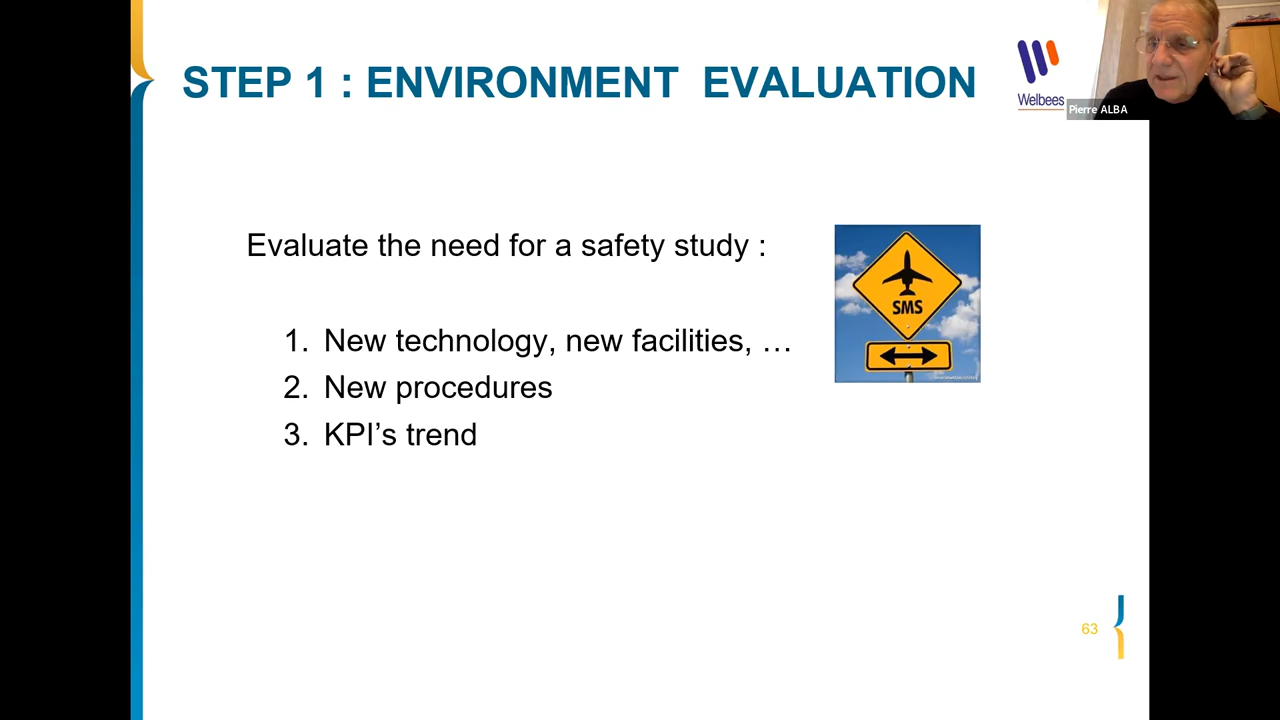 STEP 1 : ENVIRONMENT EVALUATION
Welbees
Pierre ALBA
Evaluate the need for a safety study :
SMS
1. New technology, new facilities, …
2. New procedures
3. KPI’s trend
63